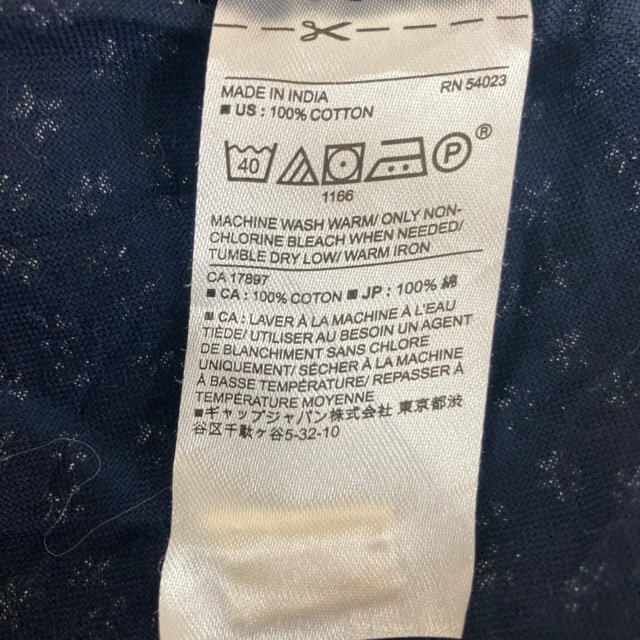 MADE IN INDIA RN 54023
■ US : 100% COTTON
40 P ®
1166
MACHINE WASH WARM/ ONLY NON-
CHLORINE BLEACH WHEN NEEDED/
TUMBLE DRY LOW/ WARM IRON
CA 17897
■ CA : 100% COTON ■ JP : 100% 綿
■ CA : LAVER À LA MACHINE À L'EAU
TIÈDE/ UTILISER AU BESOIN UN AGENT
DE BLANCHIMENT SANS CHLORE
UNIQUEMENT/ SÉCHER À LA MACHINE
À BASSE TEMPÉRATURE/ REPASSER À
TEMPÉRATURE MOYENNE
■ギャップジャパン株式会社 東京都渋
谷区千駄ヶ谷5-32-10